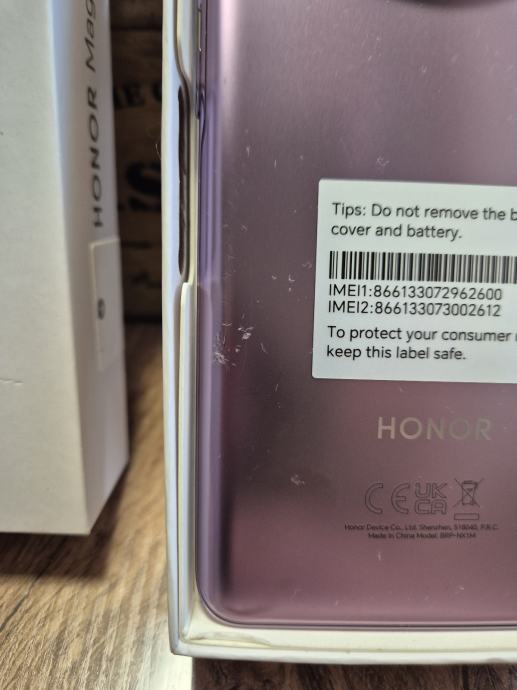 HONOR Mag
Tips: Do not remove the b
cover and battery.
IMEI1:866133072962600
IMEI2:866133073002612
To protect your consumer
keep this label safe.
HONOR
CE UK CA
Honor Device Co., Ltd. Shenzhen, 518040, P.R.C.
Made in China Model: BRP-NX1M